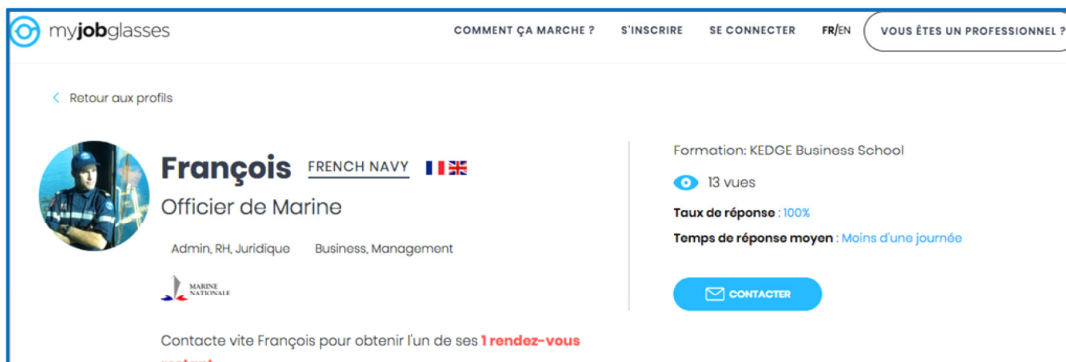 myjobglasses
COMMENT ÇA MARCHE ? S'INSCRIRE SE CONNECTER FR/EN VOUS ÊTES UN PROFESSIONNEL ?
Retour aux profils
François FRENCH NAVY
Officier de Marine
Admin, RH, Juridique Business, Management
MARINE
NATIONALE
Contacte vite François pour obtenir l'un de ses 1 rendez-vous
Formation: KEDGE Business School
13 vues
Taux de réponse : 100%
Temps de réponse moyen : Moins d'une journée
CONTACTER